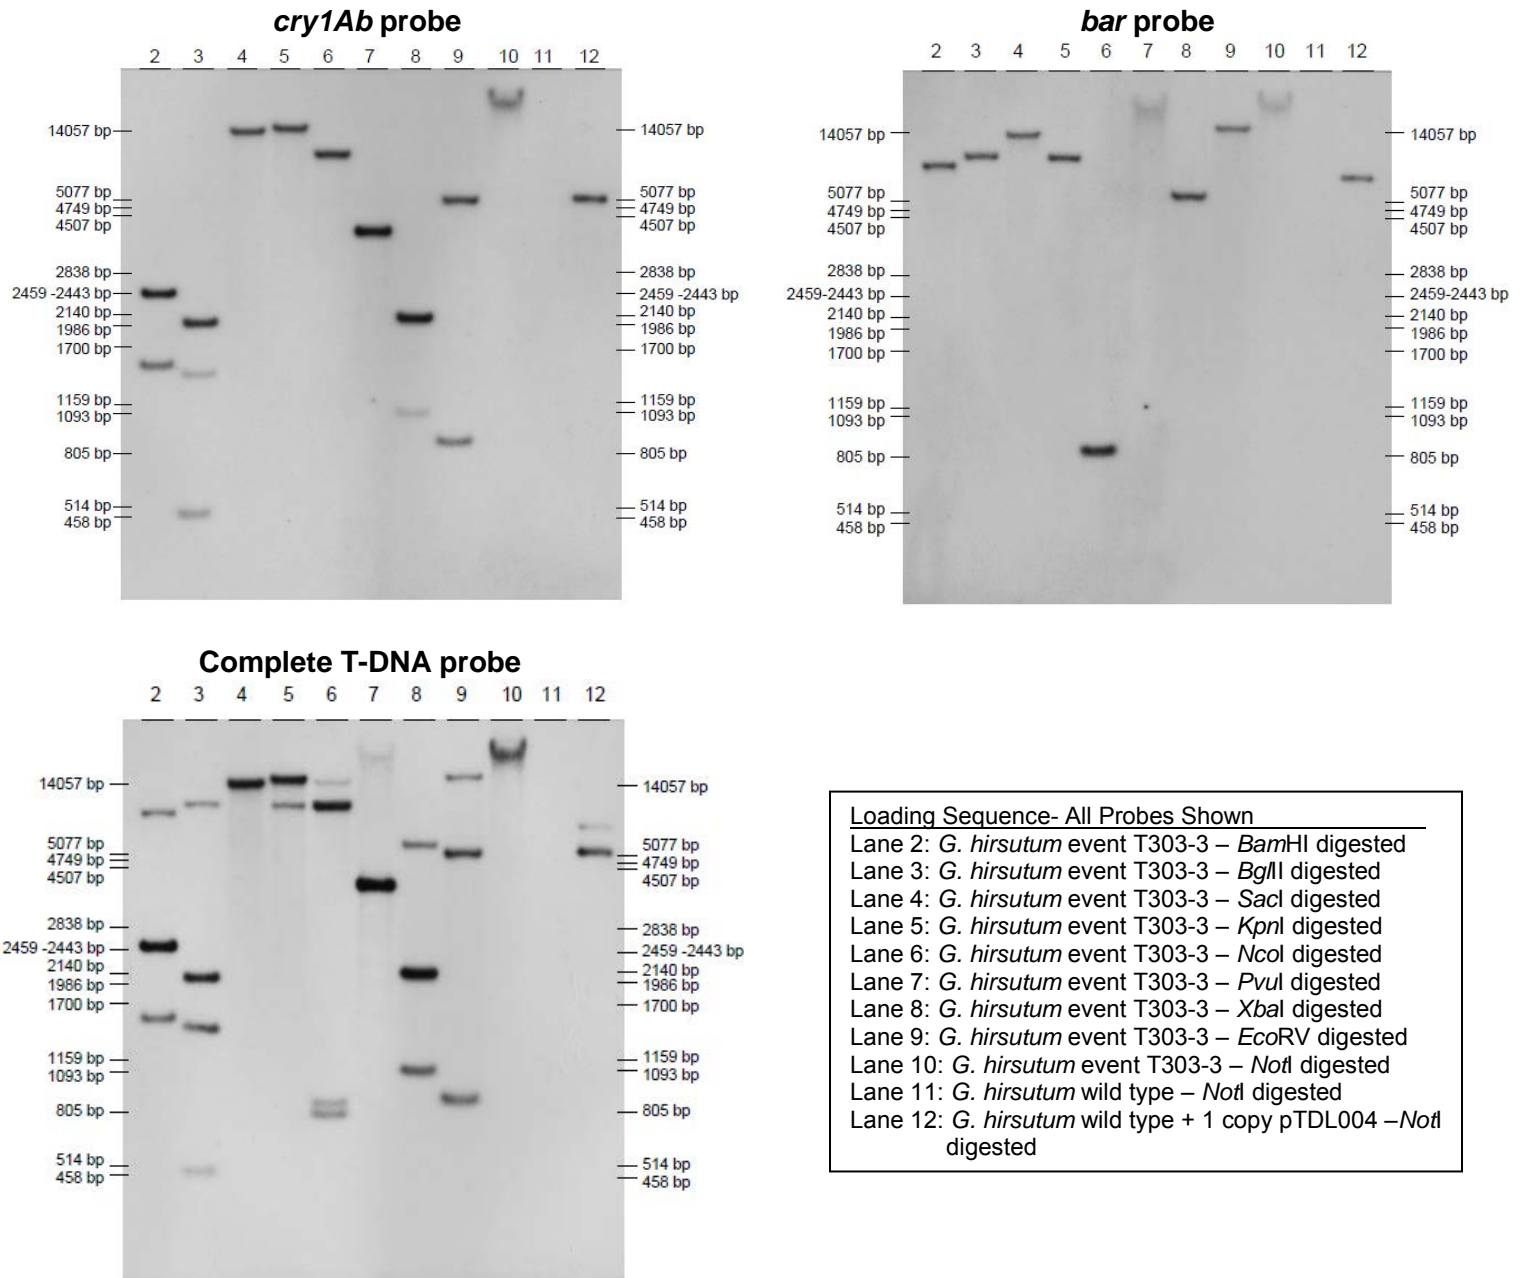 cry1Ab probe
2 3 4 5 6 7 8 9 10 11 12
14057 bp 14057 bp
5077 bp 5077 bp
4749 bp 4749 bp
4507 bp 4507 bp
2838 bp 2838 bp
2459 -2443 bp 2459 -2443 bp
2140 bp 2140 bp
1986 bp 1986 bp
1700 bp 1700 bp
1159 bp 1159 bp
1093 bp 1093 bp
805 bp 805 bp
514 bp 514 bp
458 bp 458 bp
bar probe
2 3 4 5 6 7 8 9 10 11 12
14057 bp 14057 bp
5077 bp 5077 bp
4749 bp 4749 bp
4507 bp 4507 bp
2838 bp 2838 bp
2459-2443 bp 2459-2443 bp
2140 bp 2140 bp
1986 bp 1986 bp
1700 bp 1700 bp
1159 bp 1159 bp
1093 bp 1093 bp
805 bp 805 bp
514 bp 514 bp
458 bp 458 bp
Complete T-DNA probe
2 3 4 5 6 7 8 9 10 11 12
14057 bp 14057 bp
5077 bp 5077 bp
4749 bp 4749 bp
4507 bp 4507 bp
2838 bp 2838 bp
2459 -2443 bp 2459 -2443 bp
2140 bp 2140 bp
1986 bp 1986 bp
1700 bp 1700 bp
1159 bp 1159 bp
1093 bp 1093 bp
805 bp 805 bp
514 bp 514 bp
458 bp 458 bp
Loading Sequence- All Probes Shown
Lane 2: G. hirsutum event T303-3 – BamHI digested
Lane 3: G. hirsutum event T303-3 – BglII digested
Lane 4: G. hirsutum event T303-3 – SacI digested
Lane 5: G. hirsutum event T303-3 – KpnI digested
Lane 6: G. hirsutum event T303-3 – NcoI digested
Lane 7: G. hirsutum event T303-3 – PvuI digested
Lane 8: G. hirsutum event T303-3 – XbaI digested
Lane 9: G. hirsutum event T303-3 – EcoRV digested
Lane 10: G. hirsutum event T303-3 – NotI digested
Lane 11: G. hirsutum wild type – NotI digested
Lane 12: G. hirsutum wild type + 1 copy pTDL004 –NotI
digested